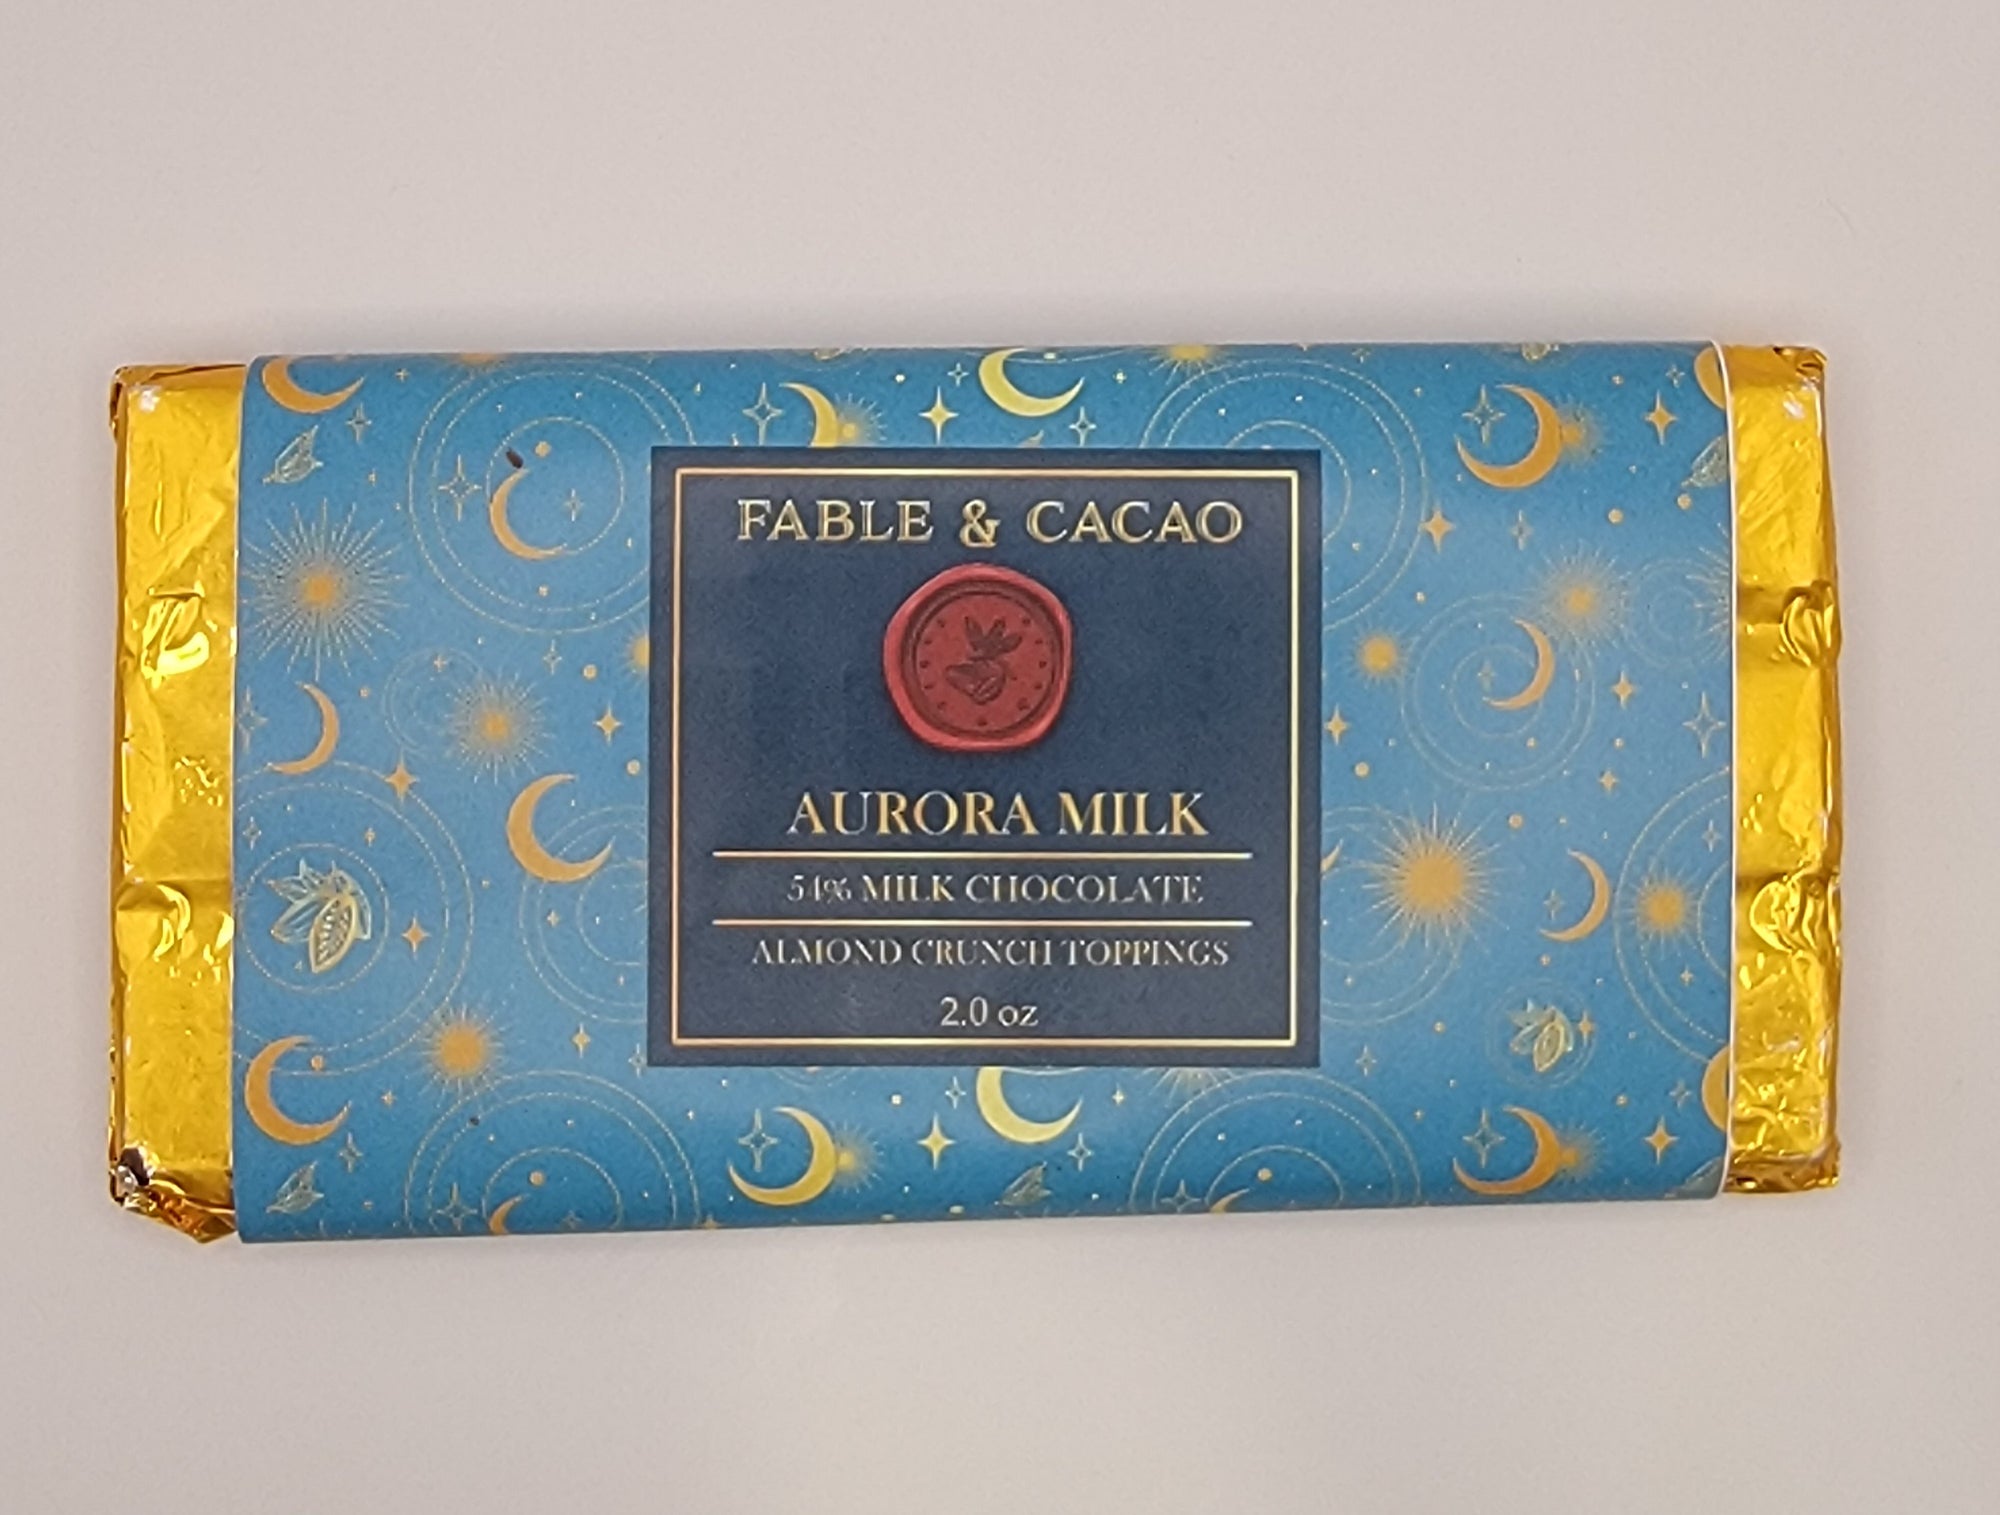 FABLE & CACAO
AURORA MILK
54% MILK CHOCOLATE
ALMOND CRUNCH TOPPINGS
2.0 oz